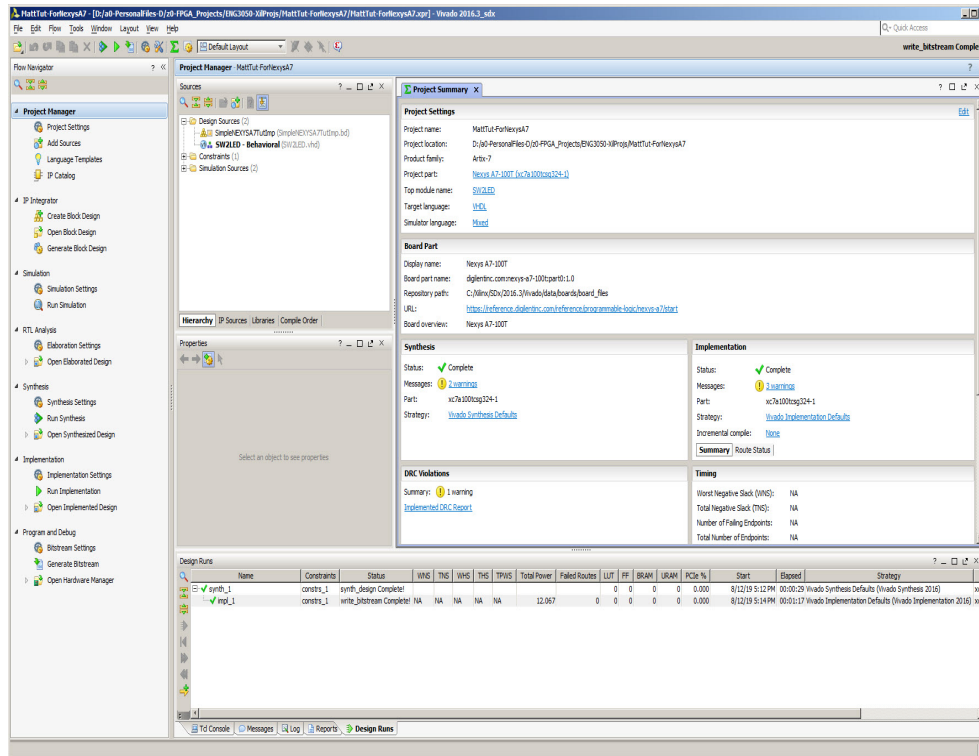 MattTut-ForNexysA7 - [D:/a0-PersonalFiles-D/z0-FPGA_Projects/ENG3050-XilProjs/MattTut-ForNexysA7/MattTut-ForNexysA7.xpr] - Vivado 2016.3_sdx
File Edit Flow Tools Window Layout View Help
Q- Quick Access
Default Layout
write_bitstream Comple
Flow Navigator
Project Manager
Project Settings
Add Sources
Language Templates
IP Catalog
IP Integrator
Create Block Design
Open Block Design
Generate Block Design
Simulation
Simulation Settings
Run Simulation
RTL Analysis
Elaboration Settings
Open Elaborated Design
Synthesis
Synthesis Settings
Run Synthesis
Open Synthesized Design
Implementation
Implementation Settings
Run Implementation
Open Implemented Design
Program and Debug
Bitstream Settings
Generate Bitstream
Open Hardware Manager
Project Manager - MattTut-ForNexysA7
Sources
Design Sources (2)
SimpleNEXYSA7TutImp (SimpleNEXYSA7TutImp.bd)
SW2LED - Behavioral (SW2LED.vhd)
Constraints (1)
Simulation Sources (2)
Hierarchy IP Sources Libraries Compile Order
Properties
Select an object to see properties
Project Summary X
Project Settings Edit
Project name: MattTut-ForNexysA7
Project location: D:/a0-PersonalFiles-D/z0-FPGA_Projects/ENG3050-XilProjs/MattTut-ForNexysA7
Product family: Artix-7
Project part: Nexys A7-100T (xc7a100tcsg324-1)
Top module name: SW2LED
Target language: VHDL
Simulator language: Mixed
Board Part
Display name: Nexys A7-100T
Board part name: digilentinc.com:nexys-a7-100t:part0:1.0
Repository path: C:/Xilinx/SDx/2016.3/Vivado/data/boards/board_files
URL: https://reference.digilentinc.com/reference/programmable-logic/nexys-a7/start
Board overview: Nexys A7-100T
Synthesis
Status: Complete
Messages: 2 warnings
Part: xc7a100tcsg324-1
Strategy: Vivado Synthesis Defaults
Implementation
Status: Complete
Messages: 3 warnings
Part: xc7a100tcsg324-1
Strategy: Vivado Implementation Defaults
Incremental compile: None
Summary Route Status
DRC Violations
Summary: 1 warning
Implemented DRC Report
Timing
Worst Negative Slack (WNS): NA
Total Negative Slack (TNS): NA
Number of Failing Endpoints: NA
Total Number of Endpoints: NA
Design Runs
Name Constraints Status WNS TNS WHS THS TPWS Total Power Failed Routes LUT FF BRAM URAM PCIe % Start Elapsed Strategy
synth_1 constrs_1 synth_design Complete! 0 0 0 0 0.000 8/12/19 5:12 PM 00:00:29 Vivado Synthesis Defaults (Vivado Synthesis 2016)
impl_1 constrs_1 write_bitstream Complete! NA NA NA NA NA 12.067 0 0 0 0 0 0.000 8/12/19 5:14 PM 00:01:17 Vivado Implementation Defaults (Vivado Implementation 2016)
Tcl Console Messages Log Reports Design Runs